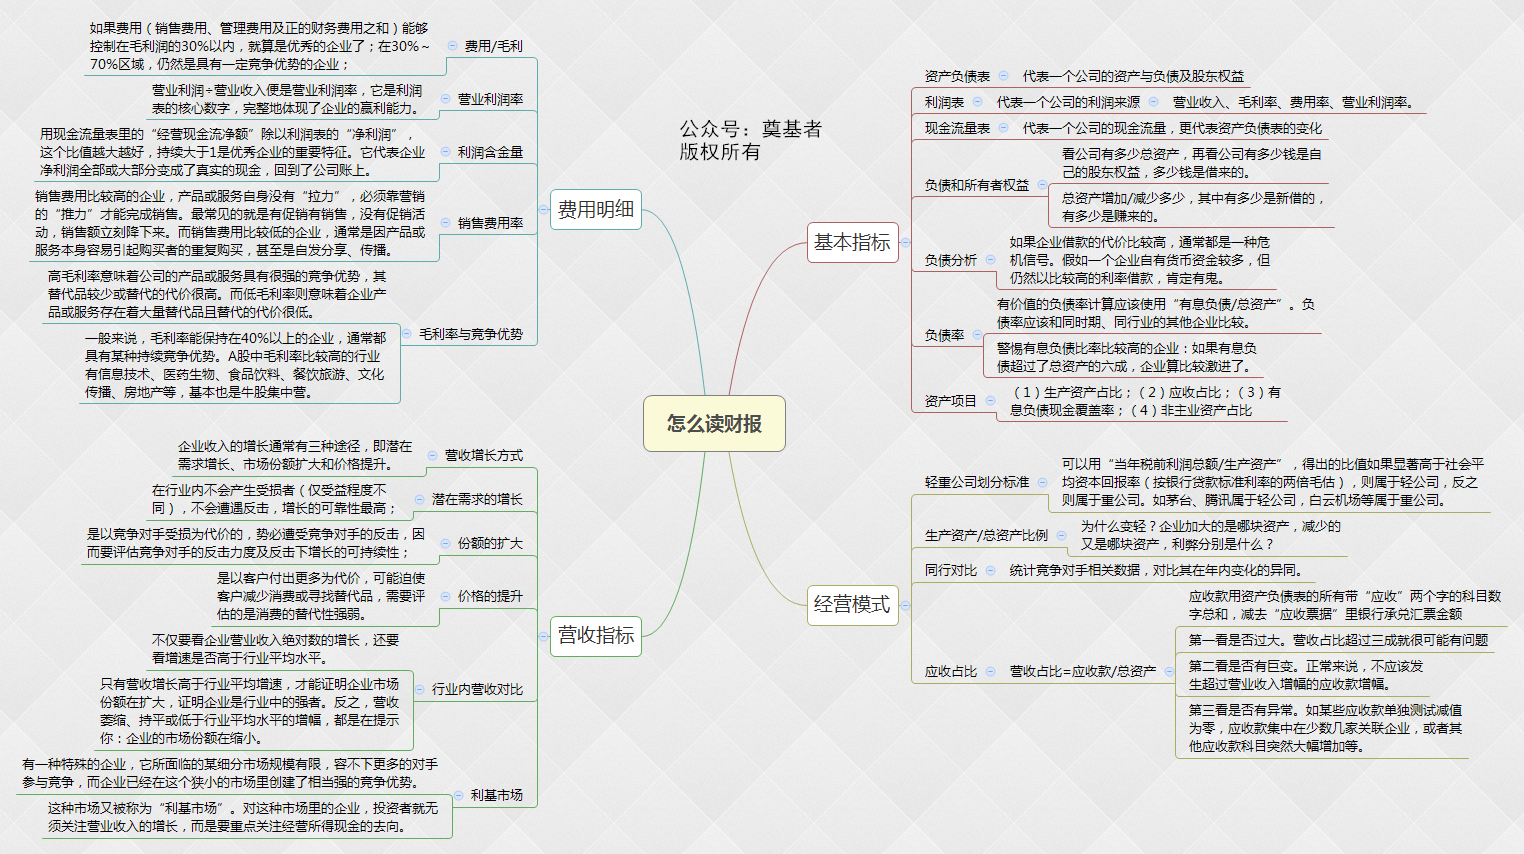 怎么读财报
公众号：奠基者
版权所有
基本指标
资产负债表
代表一个公司的资产与负债及股东权益
利润表
代表一个公司的利润来源
营业收入、毛利率、费用率、营业利润率。
现金流量表
代表一个公司的现金流量，更代表资产负债表的变化
负债和所有者权益
看公司有多少总资产，再看公司有多少钱是自
己的股东权益，多少钱是借来的。
总资产增加/减少多少，其中有多少是新借的，
有多少是赚来的。
负债分析
如果企业借款的代价比较高，通常都是一种危
机信号。假如一个企业自有货币资金较多，但
仍然以比较高的利率借款，肯定有鬼。
负债率
有价值的负债率计算应该使用“有息负债/总资产”。负
债率应该和同时期、同行业的其他企业比较。
警惕有息负债比率比较高的企业：如果有息负
债超过了总资产的六成，企业算比较激进了。
资产项目
（1）生产资产占比；（2）应收占比；（3）有
息负债现金覆盖率；（4）非主业资产占比
经营模式
轻重公司划分标准
可以用“当年税前利润总额/生产资产”，得出的比值如果显著高于社会平
均资本回报率（按银行贷款标准利率的两倍毛估），则属于轻公司，反之
则属于重公司。如茅台、腾讯属于轻公司，白云机场等属于重公司。
生产资产/总资产比例
为什么变轻？企业加大的是哪块资产，减少的
又是哪块资产，利弊分别是什么？
同行对比
统计竞争对手相关数据，对比其在年内变化的异同。
应收占比
营收占比=应收款/总资产
应收款用资产负债表的所有带“应收”两个字的科目数
字总和，减去“应收票据”里银行承兑汇票金额
第一看是否过大。营收占比超过三成就很可能有问题
第二看是否有巨变。正常来说，不应该发
生超过营业收入增幅的应收款增幅。
第三看是否有异常。如某些应收款单独测试减值
为零，应收款集中在少数几家关联企业，或者其
他应收款科目突然大幅增加等。
费用明细
费用/毛利
如果费用（销售费用、管理费用及正的财务费用之和）能够
控制在毛利润的30%以内，就算是优秀的企业了；在30%～
70%区域，仍然是具有一定竞争优势的企业；
营业利润率
营业利润÷营业收入便是营业利润率，它是利润
表的核心数字，完整地体现了企业的赢利能力。
利润含金量
用现金流量表里的“经营现金流净额”除以利润表的“净利润”，
这个比值越大越好，持续大于1是优秀企业的重要特征。它代表企业
净利润全部或大部分变成了真实的现金，回到了公司账上。
销售费用率
销售费用比较高的企业，产品或服务自身没有“拉力”，必须靠营销
的“推力”才能完成销售。最常见的就是有促销有销售，没有促销活
动，销售额立刻降下来。而销售费用比较低的企业，通常是因产品或
服务本身容易引起购买者的重复购买，甚至是自发分享、传播。
毛利率与竞争优势
高毛利率意味着公司的产品或服务具有很强的竞争优势，其
替代品较少或替代的代价很高。而低毛利率则意味着企业产
品或服务存在着大量替代品且替代的代价很低。
一般来说，毛利率能保持在40%以上的企业，通常都
具有某种持续竞争优势。A股中毛利率比较高的行业
有信息技术、医药生物、食品饮料、餐饮旅游、文化
传播、房地产等，基本也是牛股集中营。
营收指标
营收增长方式
企业收入的增长通常有三种途径，即潜在
需求增长、市场份额扩大和价格提升。
潜在需求的增长
在行业内不会产生受损者（仅受益程度不
同），不会遭遇反击，增长的可靠性最高；
份额的扩大
是以竞争对手受损为代价的，势必遭受竞争对手的反击，因
而要评估竞争对手的反击力度及反击下增长的可持续性；
价格的提升
是以客户付出更多为代价，可能迫使
客户减少消费或寻找替代品，需要评
估的是消费的替代性强弱。
行业内营收对比
不仅要看企业营业收入绝对数的增长，还要
看增速是否高于行业平均水平。
只有营收增长高于行业平均增速，才能证明企业市场
份额在扩大，证明企业是行业中的强者。反之，营收
萎缩、持平或低于行业平均水平的增幅，都是在提示
你：企业的市场份额在缩小。
利基市场
有一种特殊的企业，它所面临的某细分市场规模有限，容不下更多的对手
参与竞争，而企业已经在这个狭小的市场里创建了相当强的竞争优势。
这种市场又被称为“利基市场”。对这种市场里的企业，投资者就无
须关注营业收入的增长，而是要重点关注经营所得现金的去向。